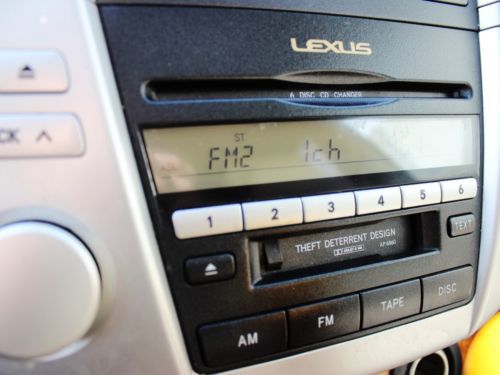 LEXUS
6 DISC CD CHANGER
ST
FM2 1ch
1 2 3 4 5 6
THEFT DETERRENT DESIGN
TEXT
AM FM TAPE DISC